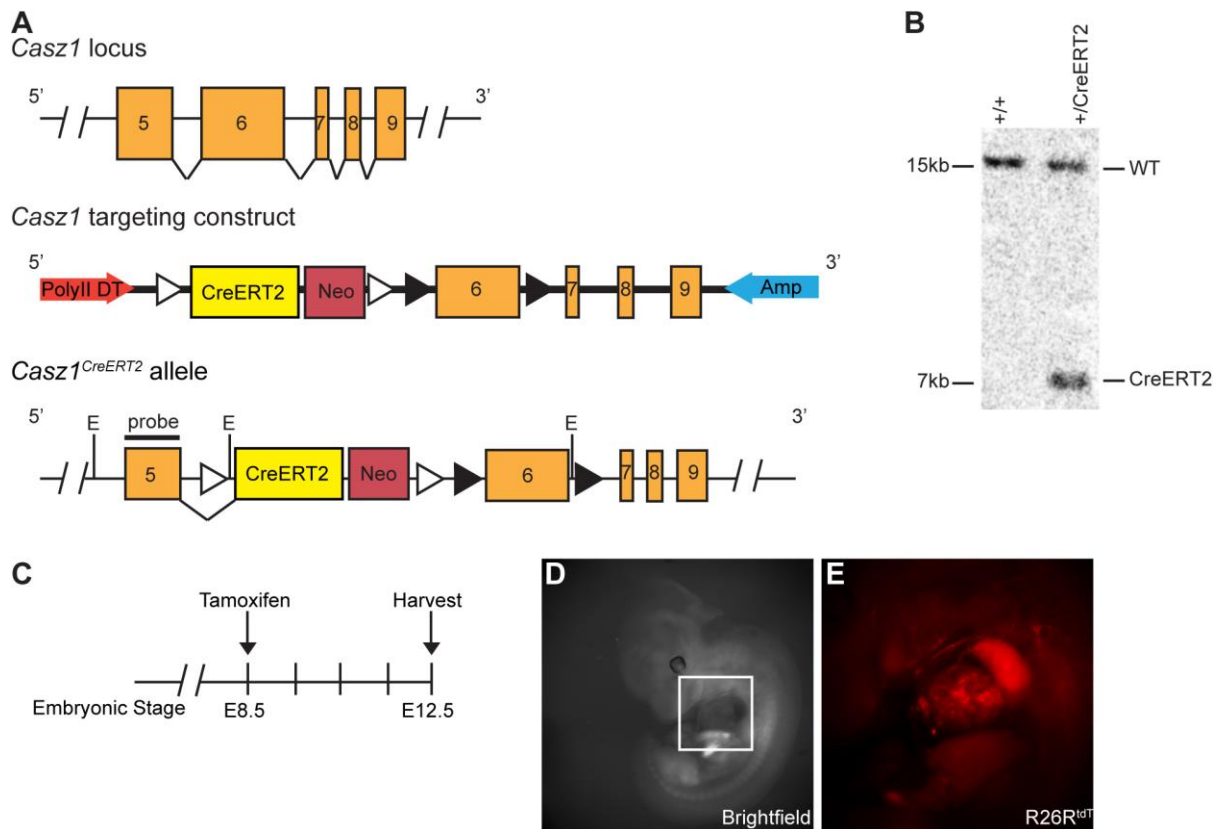 A
Casz1 locus
5’ 3’
5 6 7 8 9
Casz1 targeting construct
5’ 3’
PolyII DT CreERT2 Neo 6 7 8 9 Amp
Casz1CreERT2 allele
5’ 3’
E probe E E
5 CreERT2 Neo 6 7 8 9
B
+/+ +/CreERT2
15kb WT
7kb CreERT2
C
Tamoxifen Harvest
Embryonic Stage E8.5 E12.5
D
Brightfield
E
R26RtdT